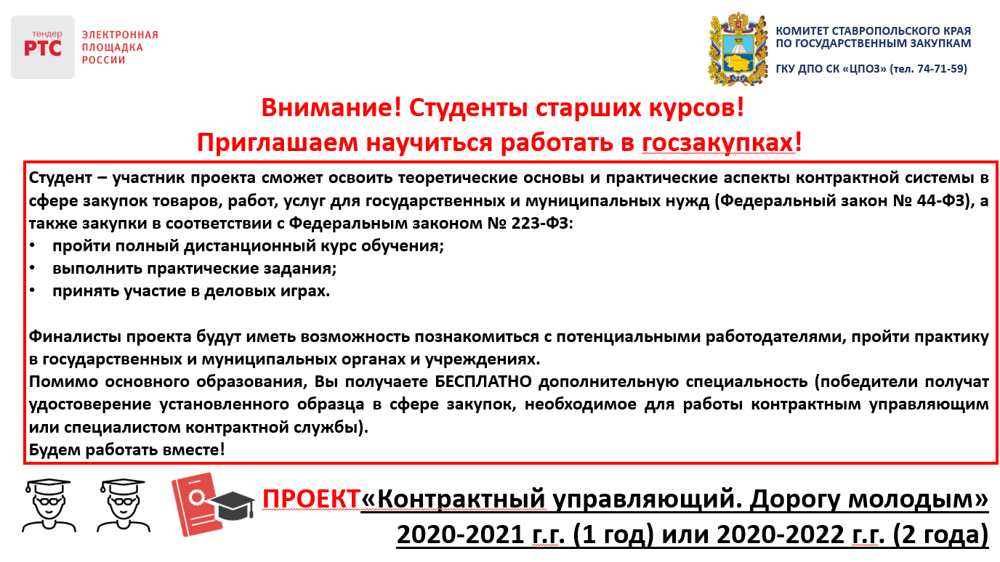 тендер
РТС
ЭЛЕКТРОННАЯ
ПЛОЩАДКА
РОССИИ
КОМИТЕТ СТАВРОПОЛЬСКОГО КРАЯ
ПО ГОСУДАРСТВЕННЫМ ЗАКУПКАМ
ГКУ ДПО СК «ЦПОЗ» (тел. 74-71-59)
Внимание! Студенты старших курсов!
Приглашаем научиться работать в госзакупках!
Студент – участник проекта сможет освоить теоретические основы и практические аспекты контрактной системы в
сфере закупок товаров, работ, услуг для государственных и муниципальных нужд (Федеральный закон № 44-ФЗ), а
также закупки в соответствии с Федеральным законом № 223-ФЗ:
• пройти полный дистанционный курс обучения;
• выполнить практические задания;
• принять участие в деловых играх.
Финалисты проекта будут иметь возможность познакомиться с потенциальными работодателями, пройти практику
в государственных и муниципальных органах и учреждениях.
Помимо основного образования, Вы получаете БЕСПЛАТНО дополнительную специальность (победители получат
удостоверение установленного образца в сфере закупок, необходимое для работы контрактным управляющим
или специалистом контрактной службы).
Будем работать вместе!
ПРОЕКТ«Контрактный управляющий. Дорогу молодым»
2020-2021 г.г. (1 год) или 2020-2022 г.г. (2 года)